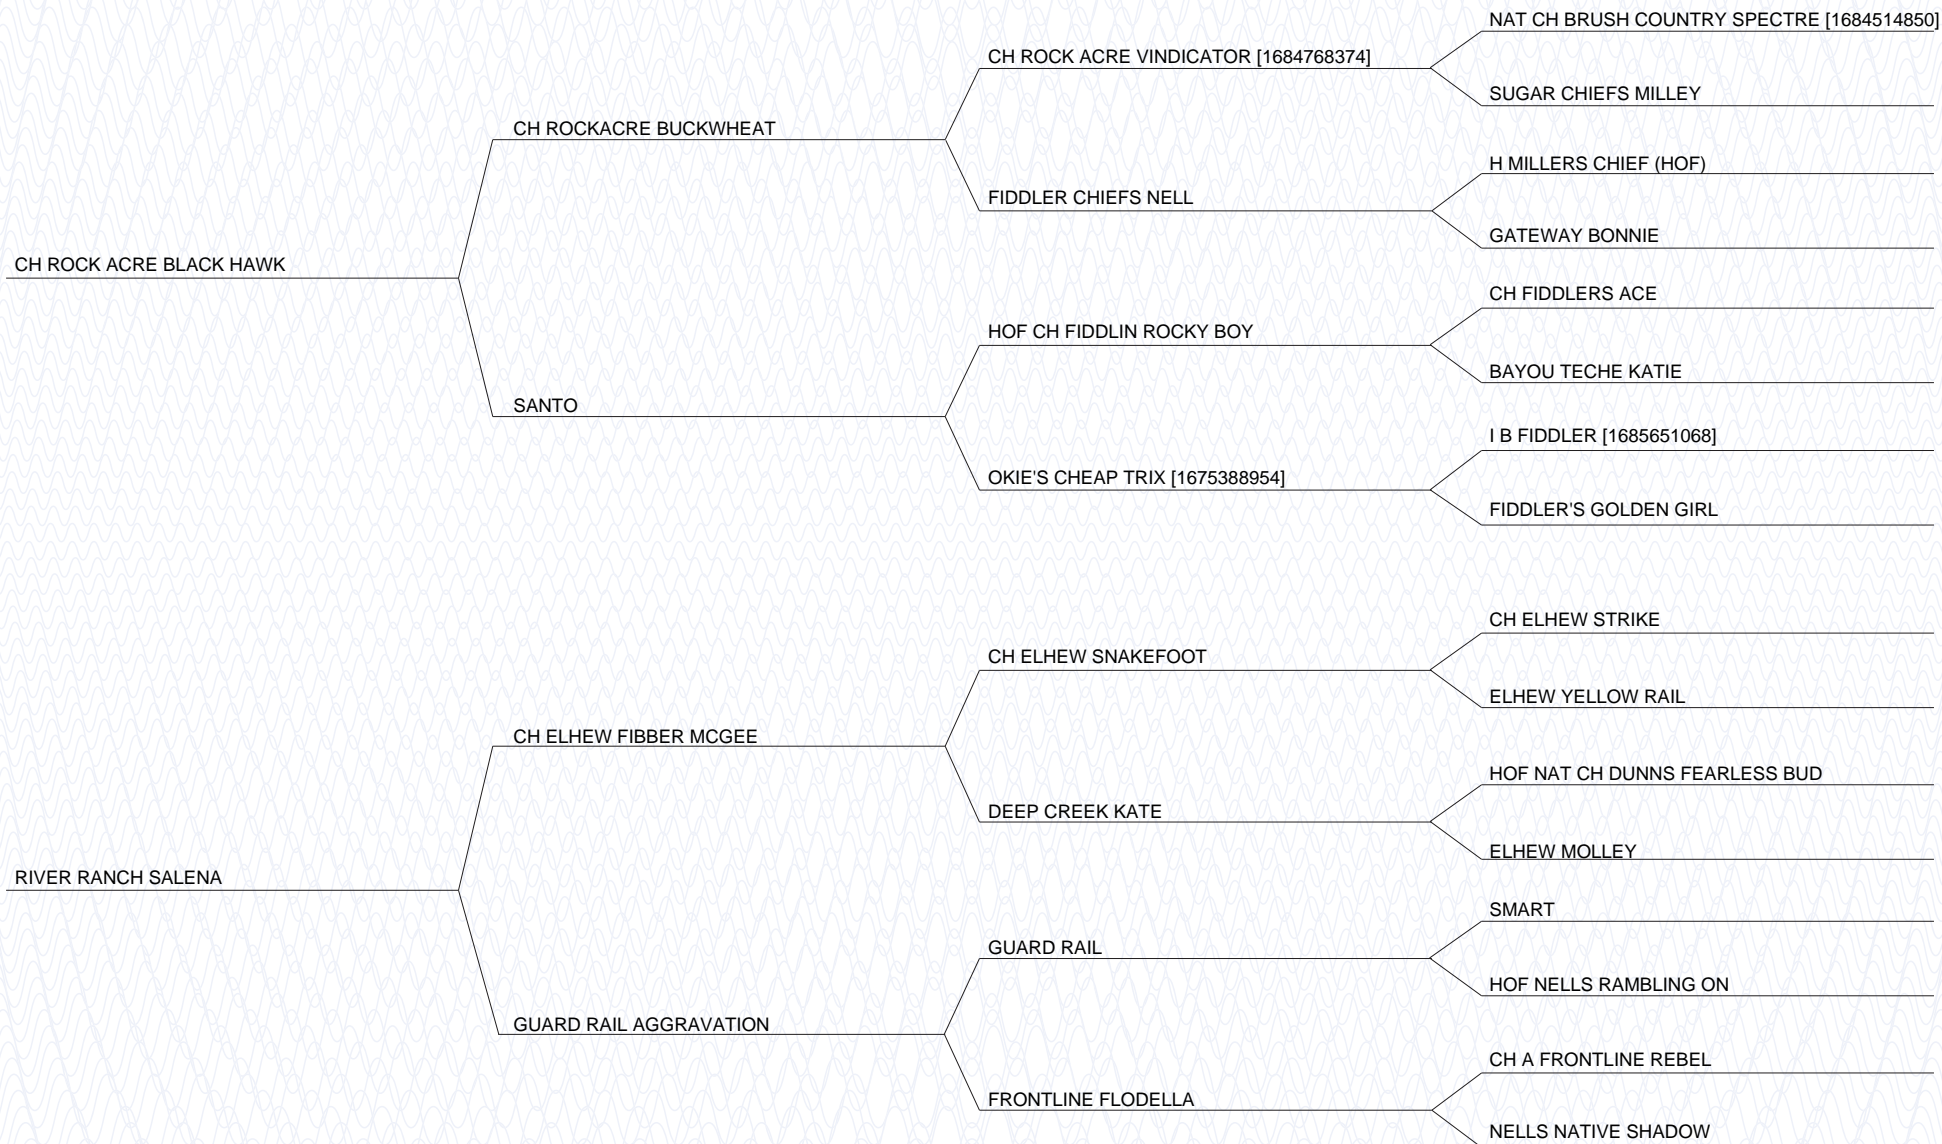 NAT CH BRUSH COUNTRY SPECTRE [1684514850]
CH ROCK ACRE VINDICATOR [1684768374]
SUGAR CHIEFS MILLEY
CH ROCKACRE BUCKWHEAT
H MILLERS CHIEF (HOF)
FIDDLER CHIEFS NELL
GATEWAY BONNIE
CH ROCK ACRE BLACK HAWK
CH FIDDLERS ACE
HOF CH FIDDLIN ROCKY BOY
BAYOU TECHE KATIE
SANTO
I B FIDDLER [1685651068]
OKIE'S CHEAP TRIX [1675388954]
FIDDLER'S GOLDEN GIRL
CH ELHEW STRIKE
CH ELHEW SNAKEFOOT
ELHEW YELLOW RAIL
CH ELHEW FIBBER MCGEE
HOF NAT CH DUNNS FEARLESS BUD
DEEP CREEK KATE
ELHEW MOLLEY
RIVER RANCH SALENA
SMART
GUARD RAIL
HOF NELLS RAMBLING ON
GUARD RAIL AGGRAVATION
CH A FRONTLINE REBEL
FRONTLINE FLODELLA
NELLS NATIVE SHADOW